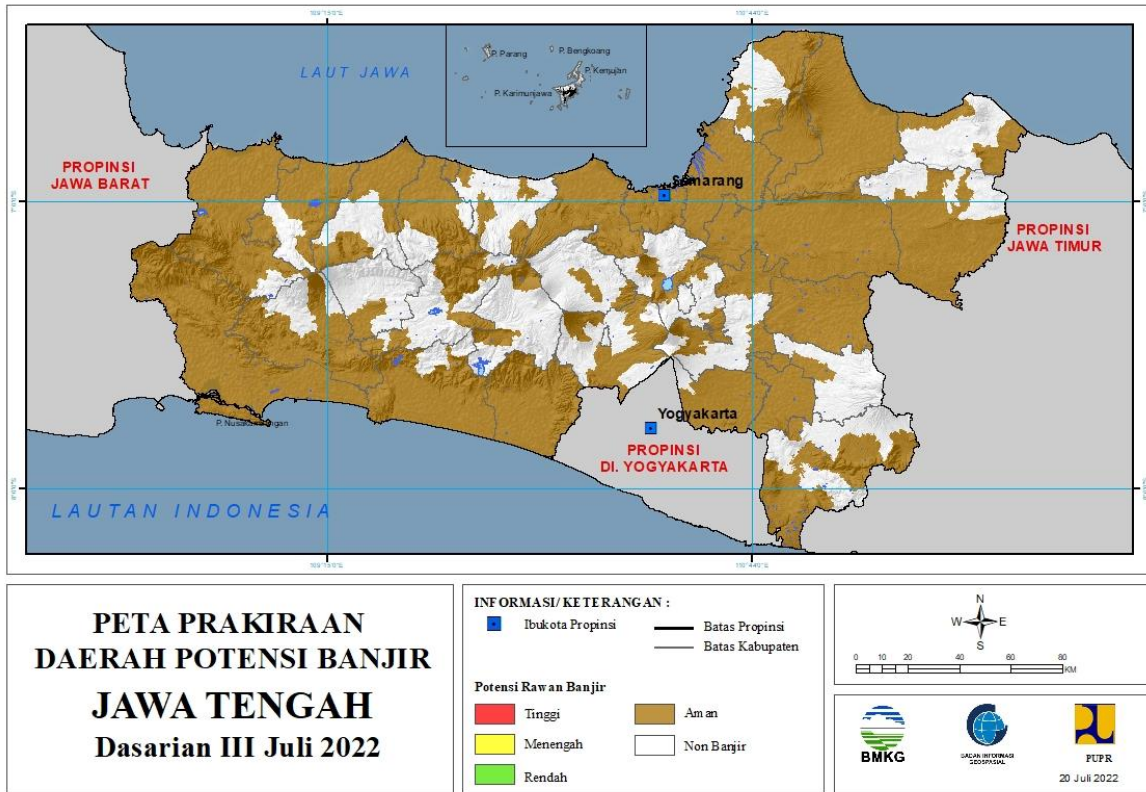 P. Parang
P. Bengkoang
P. Kemujan
P. Karimunjawa
LAUT JAWA
PROPINSI
JAWA BARAT
Semarang
PROPINSI
JAWA TIMUR
Yogyakarta
PROPINSI
DI. YOGYAKARTA
LAUTAN INDONESIA
PETA PRAKIRAAN
DAERAH POTENSI BANJIR
JAWA TENGAH
Dasarian III Juli 2022
INFORMASI/ KETERANGAN :
Ibukota Propinsi
Batas Propinsi
Batas Kabupaten
Potensi Rawan Banjir
Tinggi
Aman
Menengah
Non Banjir
Rendah
N
W E
S
0 10 20 40 60 80
KM
BMKG
BADAN INFORMASI
GEOSPASIAL
PUPR
20 Juli 2022